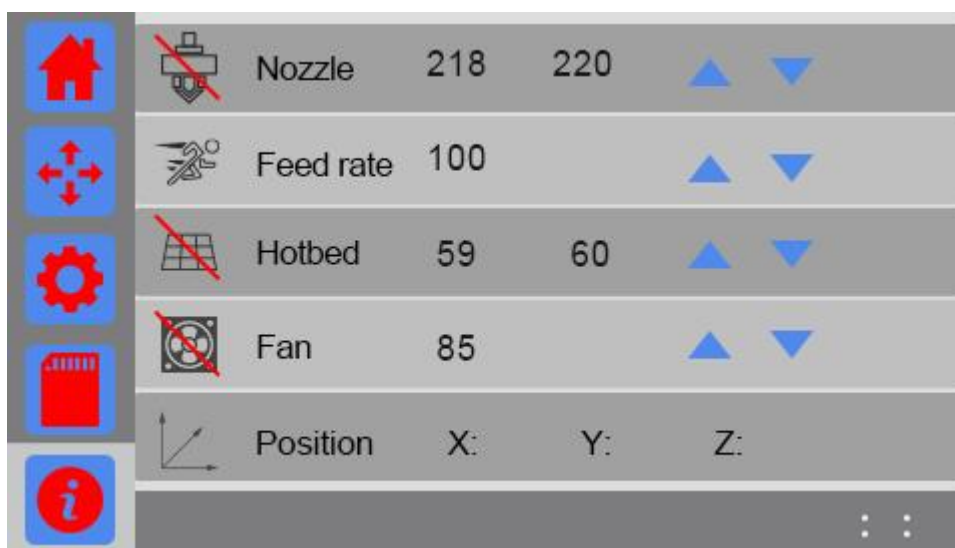 Nozzle 218 220
Feed rate 100
Hotbed 59 60
Fan 85
Position X: Y: Z:
i : :